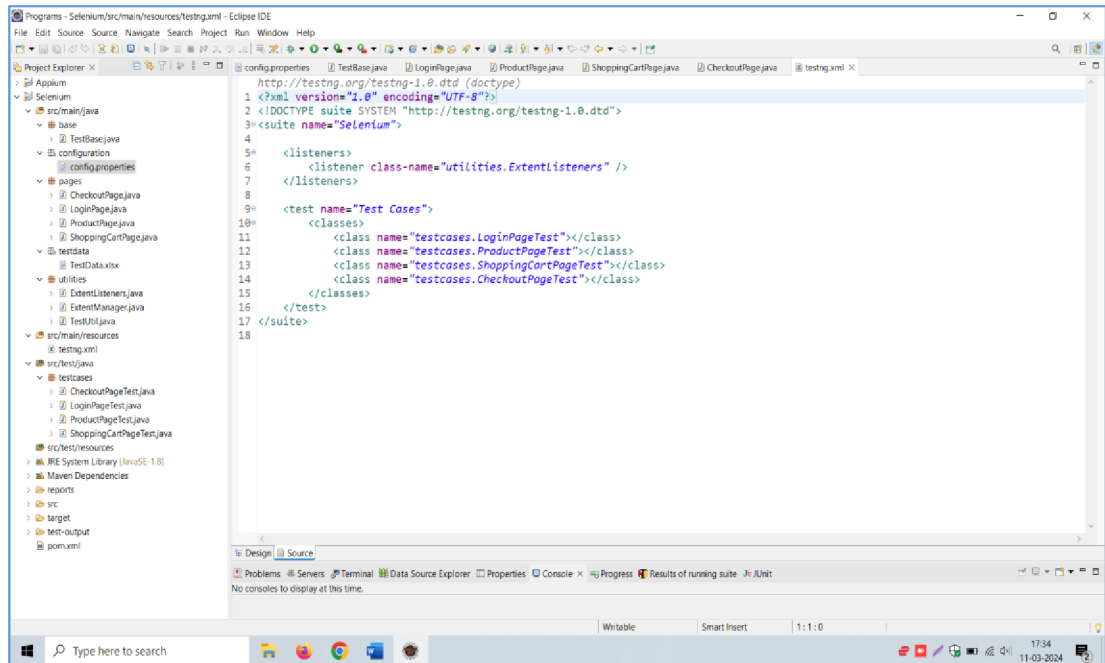 Programs - Selenium/src/main/resources/testng.xml - Eclipse IDE
File Edit Source Source Navigate Search Project Run Window Help
Project Explorer
config.properties TestBase.java LoginPage.java ProductPage.java ShoppingCartPage.java CheckoutPage.java testng.xml
Appium
Selenium
src/main/java
base
TestBase.java
configuration
config.properties
pages
CheckoutPage.java
LoginPage.java
ProductPage.java
ShoppingCartPage.java
testdata
TestData.xlsx
utilities
ExtentListeners.java
ExtentManager.java
TestUtil.java
src/main/resources
testng.xml
src/test/java
testcases
CheckoutPageTest.java
LoginPageTest.java
ProductPageTest.java
ShoppingCartPageTest.java
src/test/resources
JRE System Library [JavaSE-1.8]
Maven Dependencies
reports
src
target
test-output
pom.xml
http://testng.org/testng-1.0.dtd (doctype)
1 <?xml version="1.0" encoding="UTF-8"?>
2 <!DOCTYPE suite SYSTEM "http://testng.org/testng-1.0.dtd">
3 <suite name="Selenium">
4
5     <listeners>
6         <listener class-name="utilities.ExtentListeners" />
7     </listeners>
8
9     <test name="Test Cases">
10         <classes>
11             <class name="testcases.LoginPageTest"></class>
12             <class name="testcases.ProductPageTest"></class>
13             <class name="testcases.ShoppingCartPageTest"></class>
14             <class name="testcases.CheckoutPageTest"></class>
15         </classes>
16     </test>
17 </suite>
18
Design Source
Problems Servers Terminal Data Source Explorer Properties Console Progress Results of running suite JUnit
No consoles to display at this time.
Writable Smart Insert 1:1:0
Type here to search
17:34
11-03-2024
2